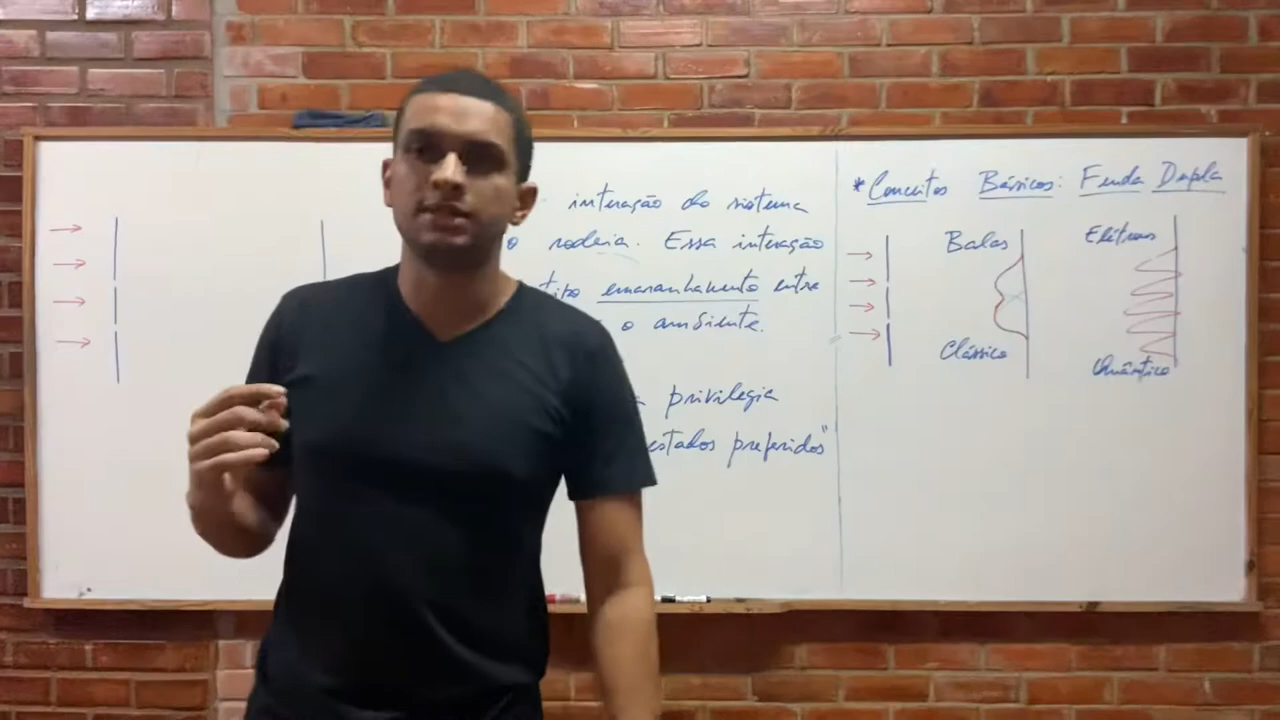 interação do sistema
o rodeia. Essa interação
tipo emaranhamento entre
o ambiente.
privilegia
estados preferidos"
*Conceitos Básicos: Fenda Dupla
Balas
Clássico
Elétrons
Quântico